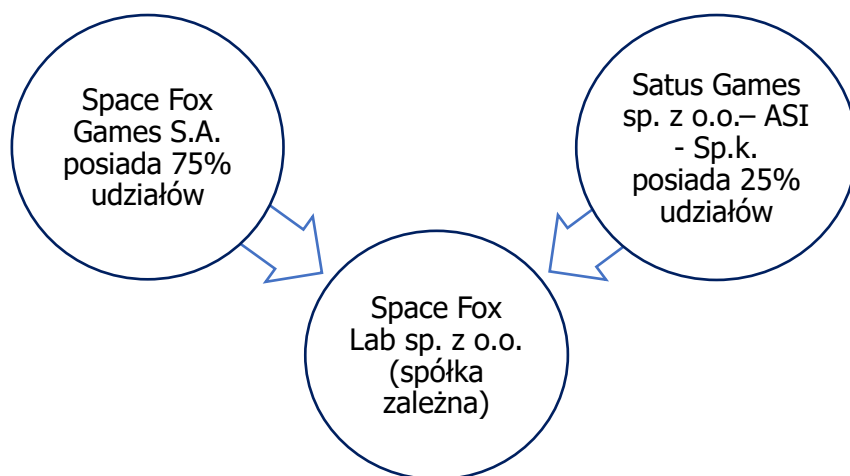 Space Fox
Games S.A.
posiada 75%
udziałów
Satus Games
sp. z o.o.– ASI
- Sp.k.
posiada 25%
udziałów
Space Fox
Lab sp. z o.o.
(spółka
zależna)